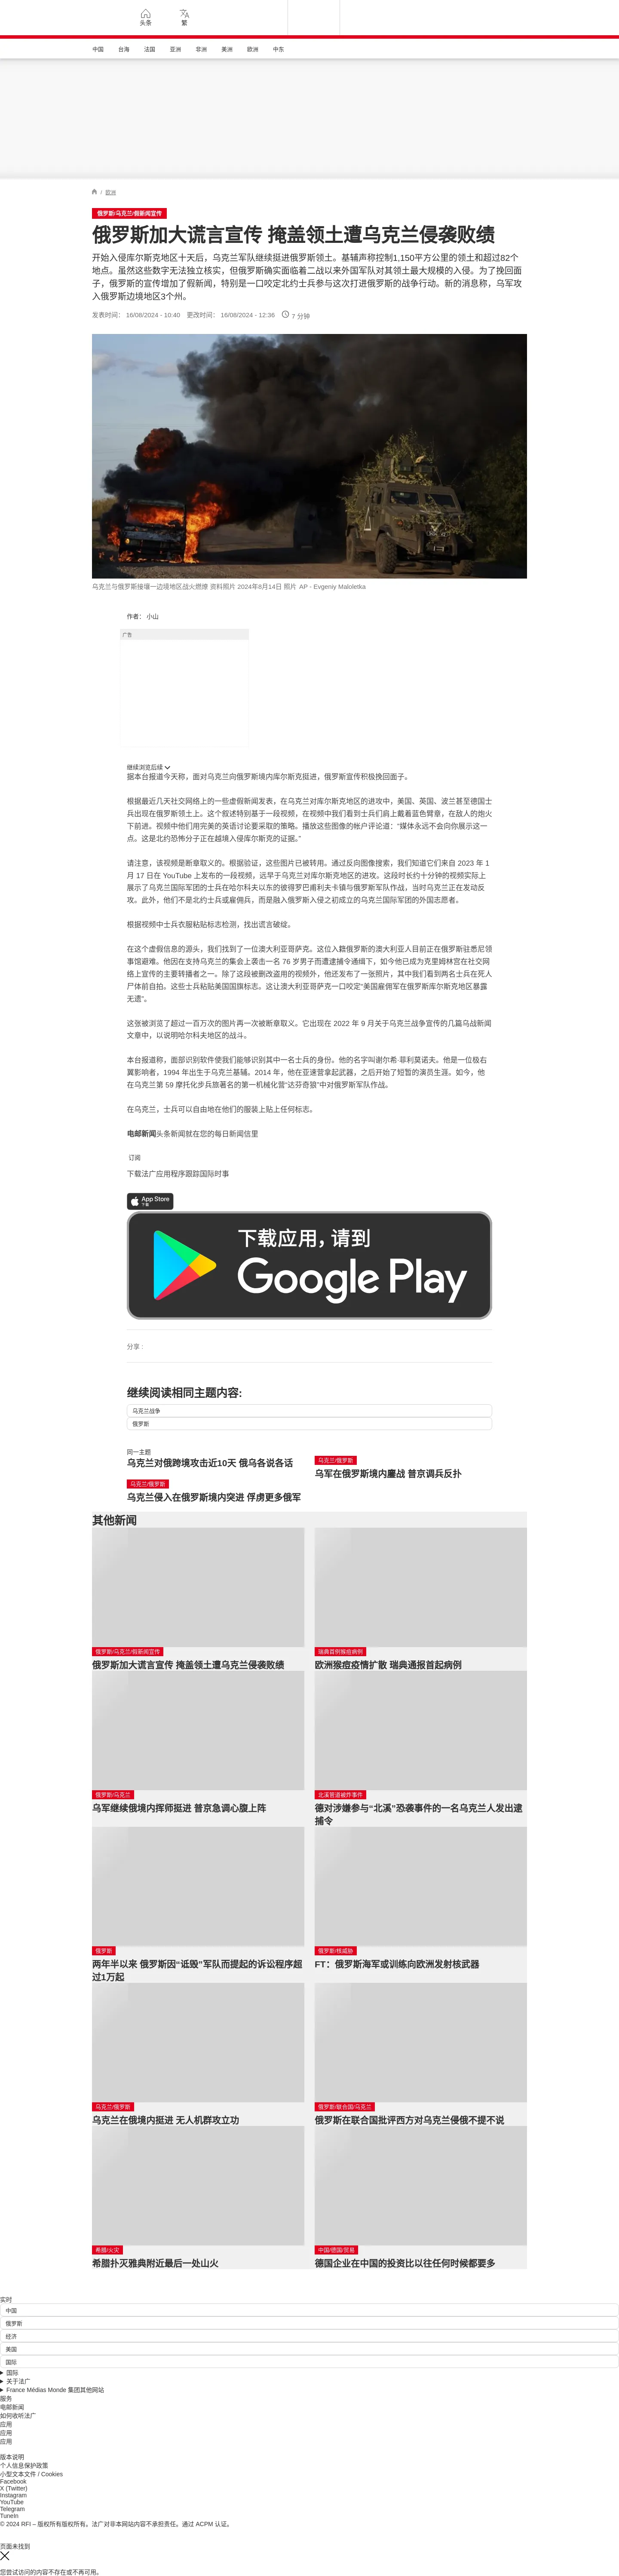 头条
繁
中国
台海
法国
亚洲
非洲
美洲
欧洲
中东
欧洲
俄罗斯/乌克兰/假新闻宣传
俄罗斯加大谎言宣传 掩盖领土遭乌克兰侵袭败绩
开始入侵库尔斯克地区十天后，乌克兰军队继续挺进俄罗斯领土。基辅声称控制1,150平方公里的领土和超过82个
地点。虽然这些数字无法独立核实，但俄罗斯确实面临着二战以来外国军队对其领土最大规模的入侵。为了挽回面
子，俄罗斯的宣传增加了假新闻，特别是一口咬定北约士兵参与这次打进俄罗斯的战争行动。新的消息称，乌军攻
入俄罗斯边境地区3个州。
发表时间： 16/08/2024 - 10:40 更改时间： 16/08/2024 - 12:36 7 分钟
乌克兰与俄罗斯接壤一边境地区战火燃燎 资料照片 2024年8月14日 照片 AP - Evgeniy Maloletka
作者： 小山
广告
继续浏览后续
据本台报道今天称，面对乌克兰向俄罗斯境内库尔斯克挺进，俄罗斯宣传积极挽回面子。
根据最近几天社交网络上的一些虚假新闻发表，在乌克兰对库尔斯克地区的进攻中，美国、英国、波兰甚至德国士
兵出现在俄罗斯领土上。这个叙述特别基于一段视频，在视频中我们看到士兵们肩上戴着蓝色臂章，在敌人的炮火
下前进。视频中他们用完美的英语讨论要采取的策略。播放这些图像的帐户评论道：“媒体永远不会向你展示这一
点。这是北约恐怖分子正在越境入侵库尔斯克的证据。”
请注意，该视频是断章取义的。根据验证，这些图片已被转用。通过反向图像搜索，我们知道它们来自 2023 年 1
月 17 日在 YouTube 上发布的一段视频，远早于乌克兰对库尔斯克地区的进攻。这段时长约十分钟的视频实际上
展示了乌克兰国际军团的士兵在哈尔科夫以东的彼得罗巴甫利夫卡镇与俄罗斯军队作战，当时乌克兰正在发动反
攻。此外，他们不是北约士兵或雇佣兵，而是融入俄罗斯入侵之初成立的乌克兰国际军团的外国志愿者。
根据视频中士兵衣服粘贴标志检测，找出谎言破绽。
在这个虚假信息的源头，我们找到了一位澳大利亚哥萨克。这位入籍俄罗斯的澳大利亚人目前正在俄罗斯驻悉尼领
事馆避难。他因在支持乌克兰的集会上袭击一名 76 岁男子而遭逮捕令通缉下，如今他已成为克里姆林宫在社交网
络上宣传的主要转播者之一。除了这段被删改盗用的视频外，他还发布了一张照片，其中我们看到两名士兵在死人
尸体前自拍。这些士兵粘贴美国国旗标志。这让澳大利亚哥萨克一口咬定“美国雇佣军在俄罗斯库尔斯克地区暴露
无遗”。
这张被浏览了超过一百万次的图片再一次被断章取义。它出现在 2022 年 9 月关于乌克兰战争宣传的几篇乌战新闻
文章中，以说明哈尔科夫地区的战斗。
本台报道称，面部识别软件使我们能够识别其中一名士兵的身份。他的名字叫谢尔希·菲利莫诺夫。他是一位极右
翼影响者，1994 年出生于乌克兰基辅。2014 年，他在亚速营拿起武器，之后开始了短暂的演员生涯。如今，他
在乌克兰第 59 摩托化步兵旅著名的第一机械化营“达芬奇狼”中对俄罗斯军队作战。
在乌克兰，士兵可以自由地在他们的服装上贴上任何标志。
电邮新闻头条新闻就在您的每日新闻信里
订阅
下载法广应用程序跟踪国际时事
App Store
下载
下载应用，请到
Google Play
分享 :
继续阅读相同主题内容:
乌克兰战争
俄罗斯
同一主题
乌克兰对俄跨境攻击近10天 俄乌各说各话
乌克兰/俄罗斯
乌军在俄罗斯境内鏖战 普京调兵反扑
乌克兰/俄罗斯
乌克兰侵入在俄罗斯境内突进 俘虏更多俄军
其他新闻
俄罗斯/乌克兰/假新闻宣传
俄罗斯加大谎言宣传 掩盖领土遭乌克兰侵袭败绩
瑞典首例猴痘病例
欧洲猴痘疫情扩散 瑞典通报首起病例
俄罗斯/乌克兰
乌军继续俄境内挥师挺进 普京急调心腹上阵
北溪管道被炸事件
德对涉嫌参与“北溪”恐袭事件的一名乌克兰人发出逮
捕令
俄罗斯
两年半以来 俄罗斯因“诋毁”军队而提起的诉讼程序超
过1万起
俄罗斯/核威胁
FT：俄罗斯海军或训练向欧洲发射核武器
乌克兰/俄罗斯
乌克兰在俄境内挺进 无人机群攻立功
俄罗斯/联合国/乌克兰
俄罗斯在联合国批评西方对乌克兰侵俄不提不说
希腊/火灾
希腊扑灭雅典附近最后一处山火
中国/德国/贸易
德国企业在中国的投资比以往任何时候都要多
实时
中国
俄罗斯
经济
美国
国际
国际
关于法广
France Médias Monde 集团其他网站
服务
电邮新闻
如何收听法广
应用
应用
应用
版本说明
个人信息保护政策
小型文本文件 / Cookies
Facebook
X (Twitter)
Instagram
YouTube
Telegram
TuneIn
© 2024 RFI – 版权所有版权所有。法广对非本网站内容不承担责任。通过 ACPM 认证。
页面未找到
您尝试访问的内容不存在或不再可用。